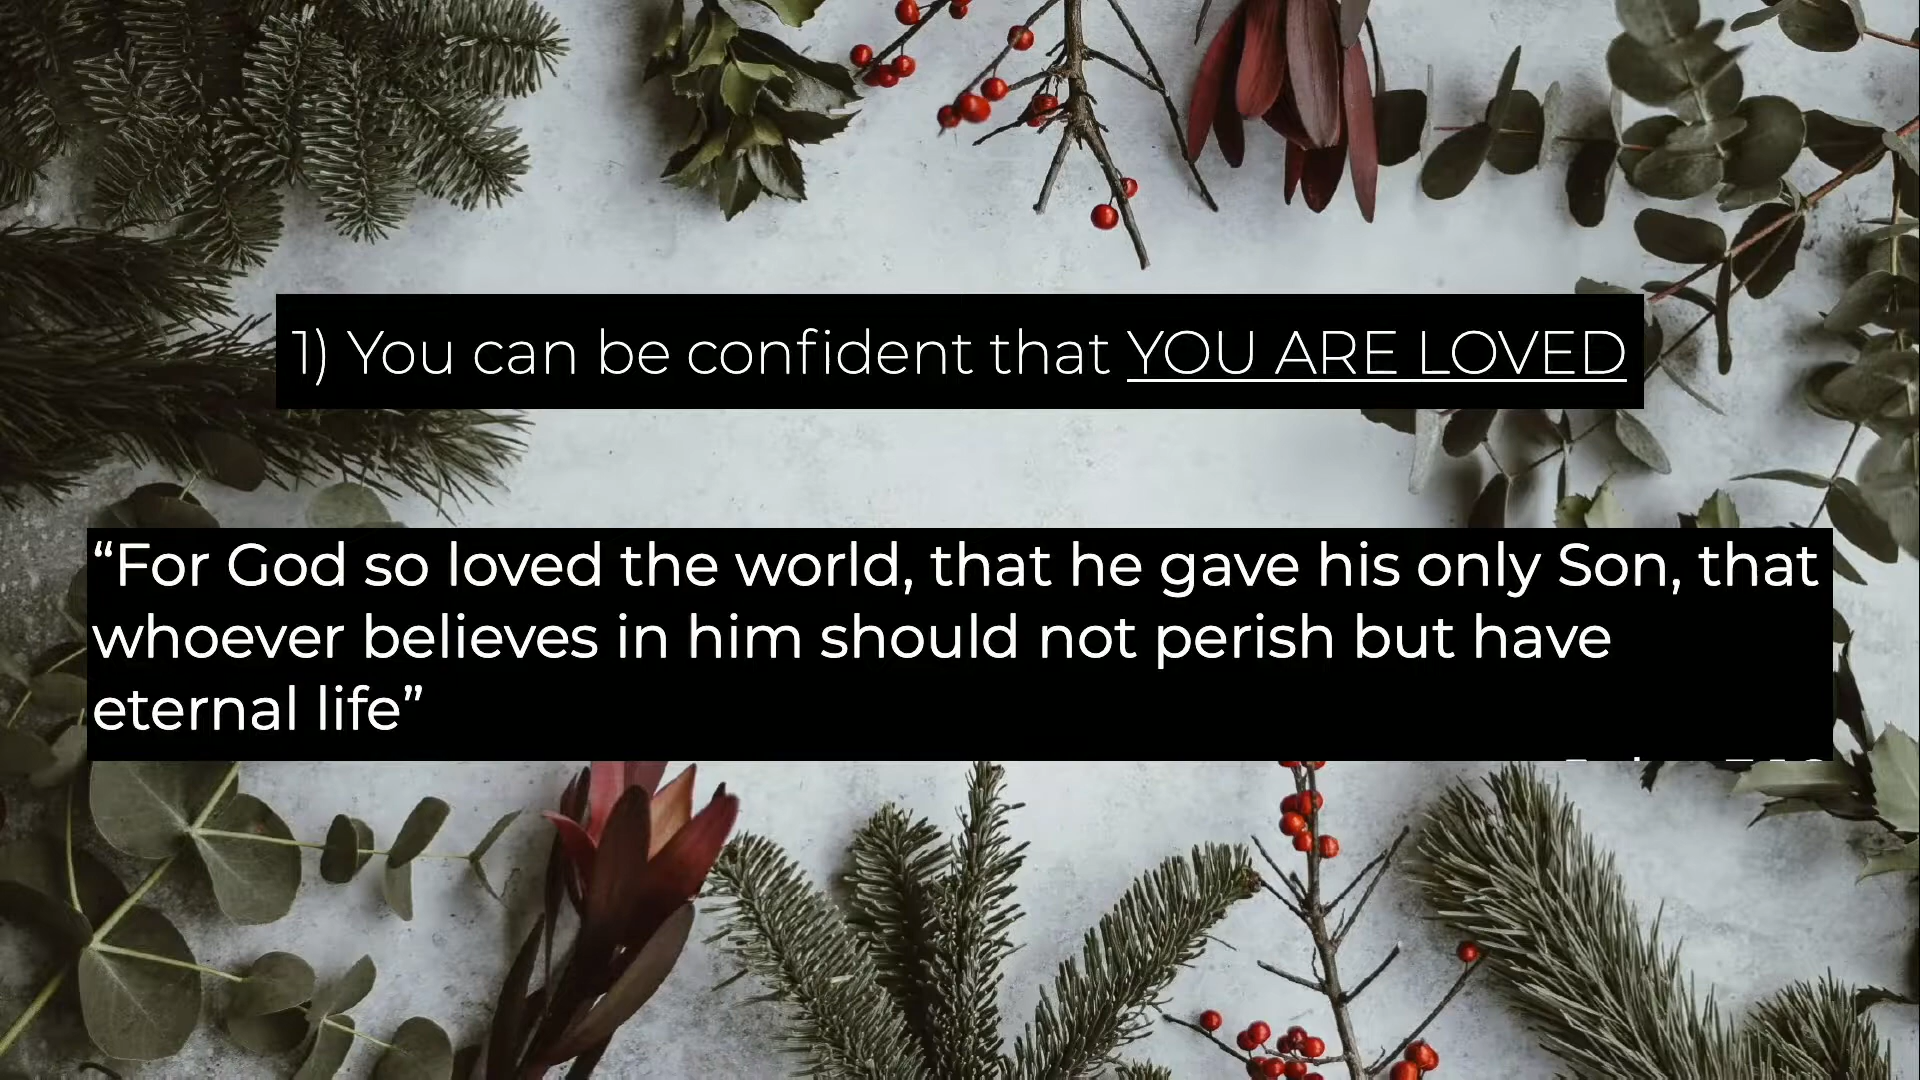 1) You can be confident that YOU ARE LOVED
“For God so loved the world, that he gave his only Son, that
whoever believes in him should not perish but have
eternal life”